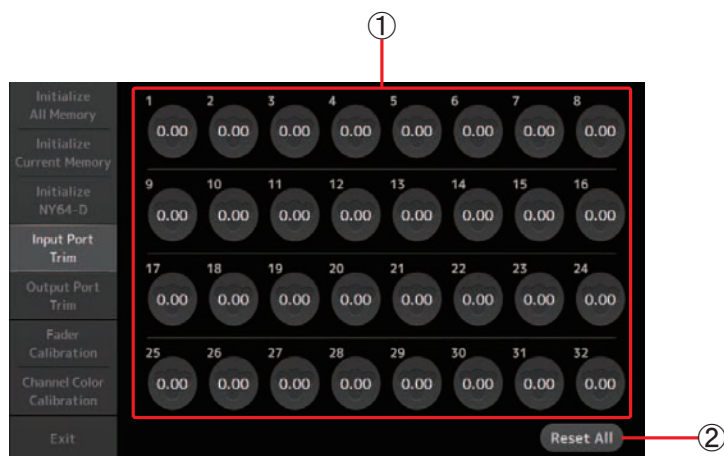 ①
Initialize
All Memory
Initialize
Current Memory
Initialize
NY64-D
Input Port
Trim
Output Port
Trim
Fader
Calibration
Channel Color
Calibration
Exit
1 2 3 4 5 6 7 8
0.00 0.00 0.00 0.00 0.00 0.00 0.00 0.00
9 10 11 12 13 14 15 16
0.00 0.00 0.00 0.00 0.00 0.00 0.00 0.00
17 18 19 20 21 22 23 24
0.00 0.00 0.00 0.00 0.00 0.00 0.00 0.00
25 26 27 28 29 30 31 32
0.00 0.00 0.00 0.00 0.00 0.00 0.00 0.00
Reset All ②